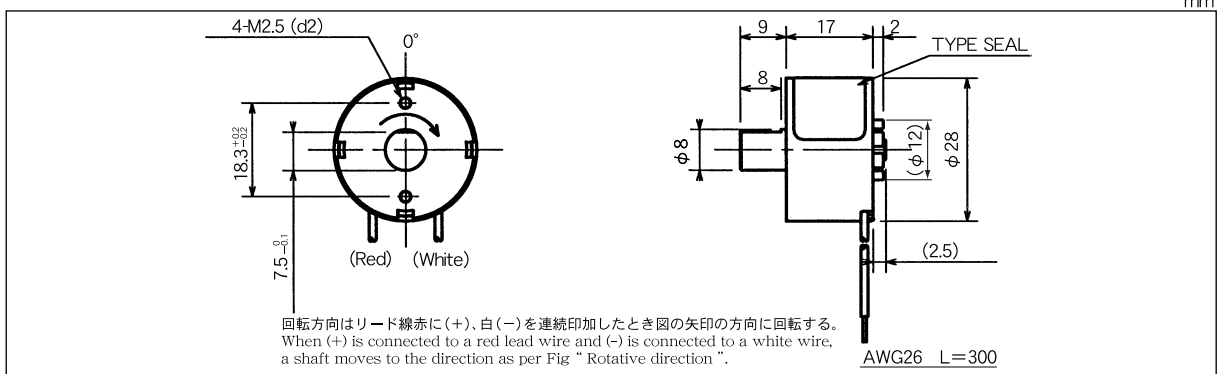 mm
4-M2.5 (d2)
0°
9
17
2
TYPE SEAL
8
18.3 +0.2 -0.2
7.5 0 -0.1
φ8
(φ12)
φ28
(Red)
(White)
(2.5)
回転方向はリード線赤に(+)、白(−)を連続印加したとき図の矢印の方向に回転する。
When (+) is connected to a red lead wire and (-) is connected to a white wire,
a shaft moves to the direction as per Fig “ Rotative direction ”.
AWG26 L=300